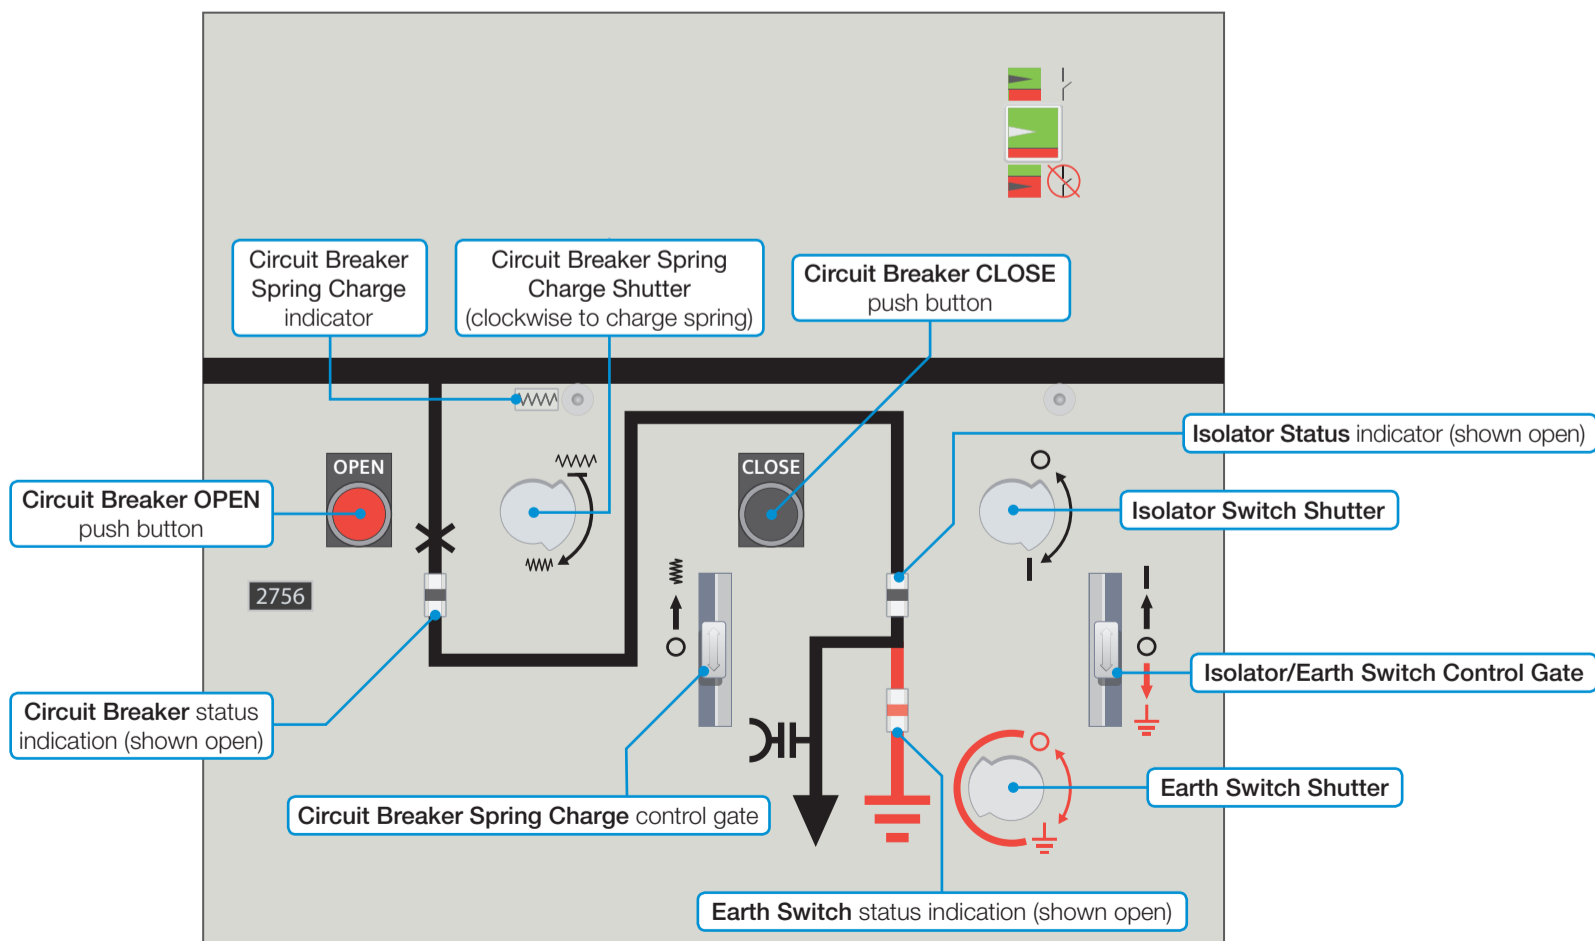 Circuit Breaker
Spring Charge
indicator
Circuit Breaker Spring
Charge Shutter
(clockwise to charge spring)
Circuit Breaker CLOSE
push button
Isolator Status indicator (shown open)
OPEN
CLOSE
Circuit Breaker OPEN
push button
Isolator Switch Shutter
2756
Isolator/Earth Switch Control Gate
Circuit Breaker status
indication (shown open)
Earth Switch Shutter
Circuit Breaker Spring Charge control gate
Earth Switch status indication (shown open)